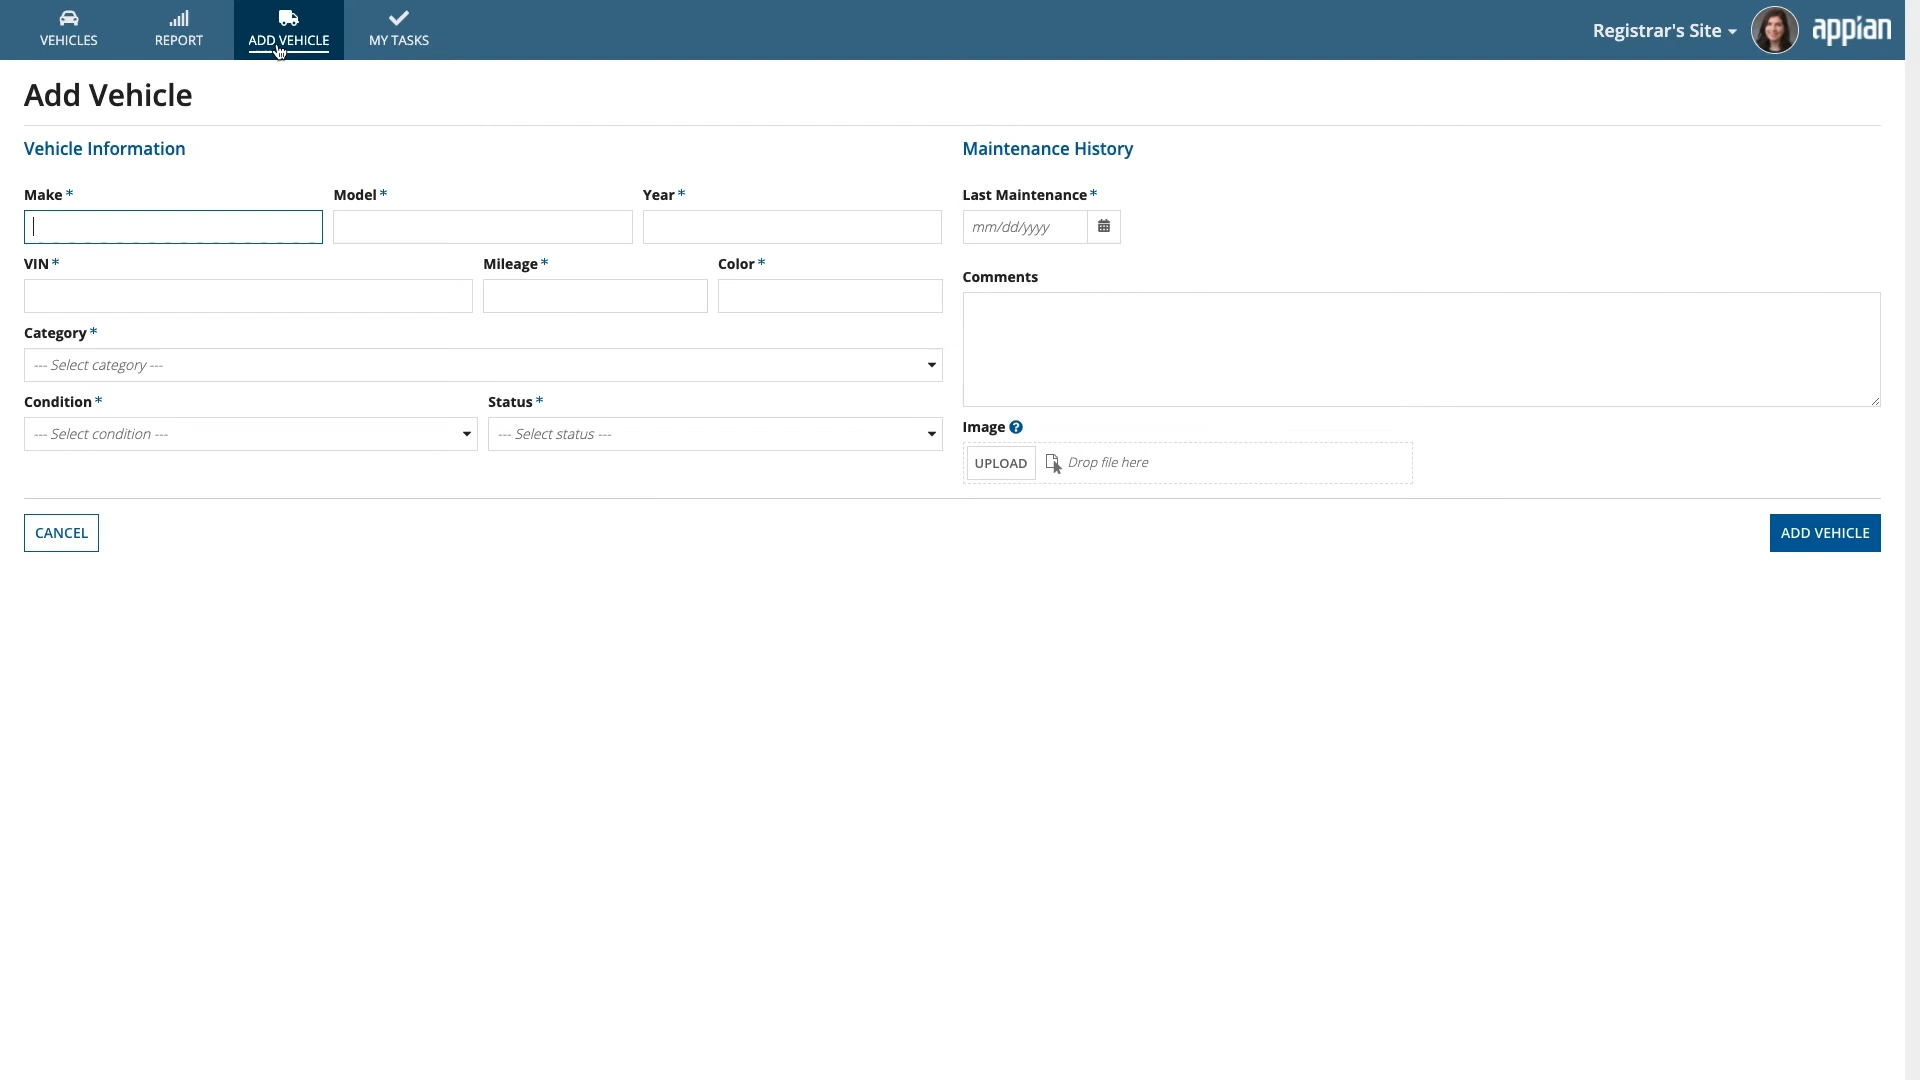 VEHICLES
REPORT
ADD VEHICLE
MY TASKS
Registrar's Site
appian
Add Vehicle
Vehicle Information
Maintenance History
Make *
Model *
Year *
Last Maintenance *
mm/dd/yyyy
VIN *
Mileage *
Color *
Comments
Category *
--- Select category ---
Condition *
Status *
--- Select condition ---
--- Select status ---
Image ?
UPLOAD
Drop file here
CANCEL
ADD VEHICLE